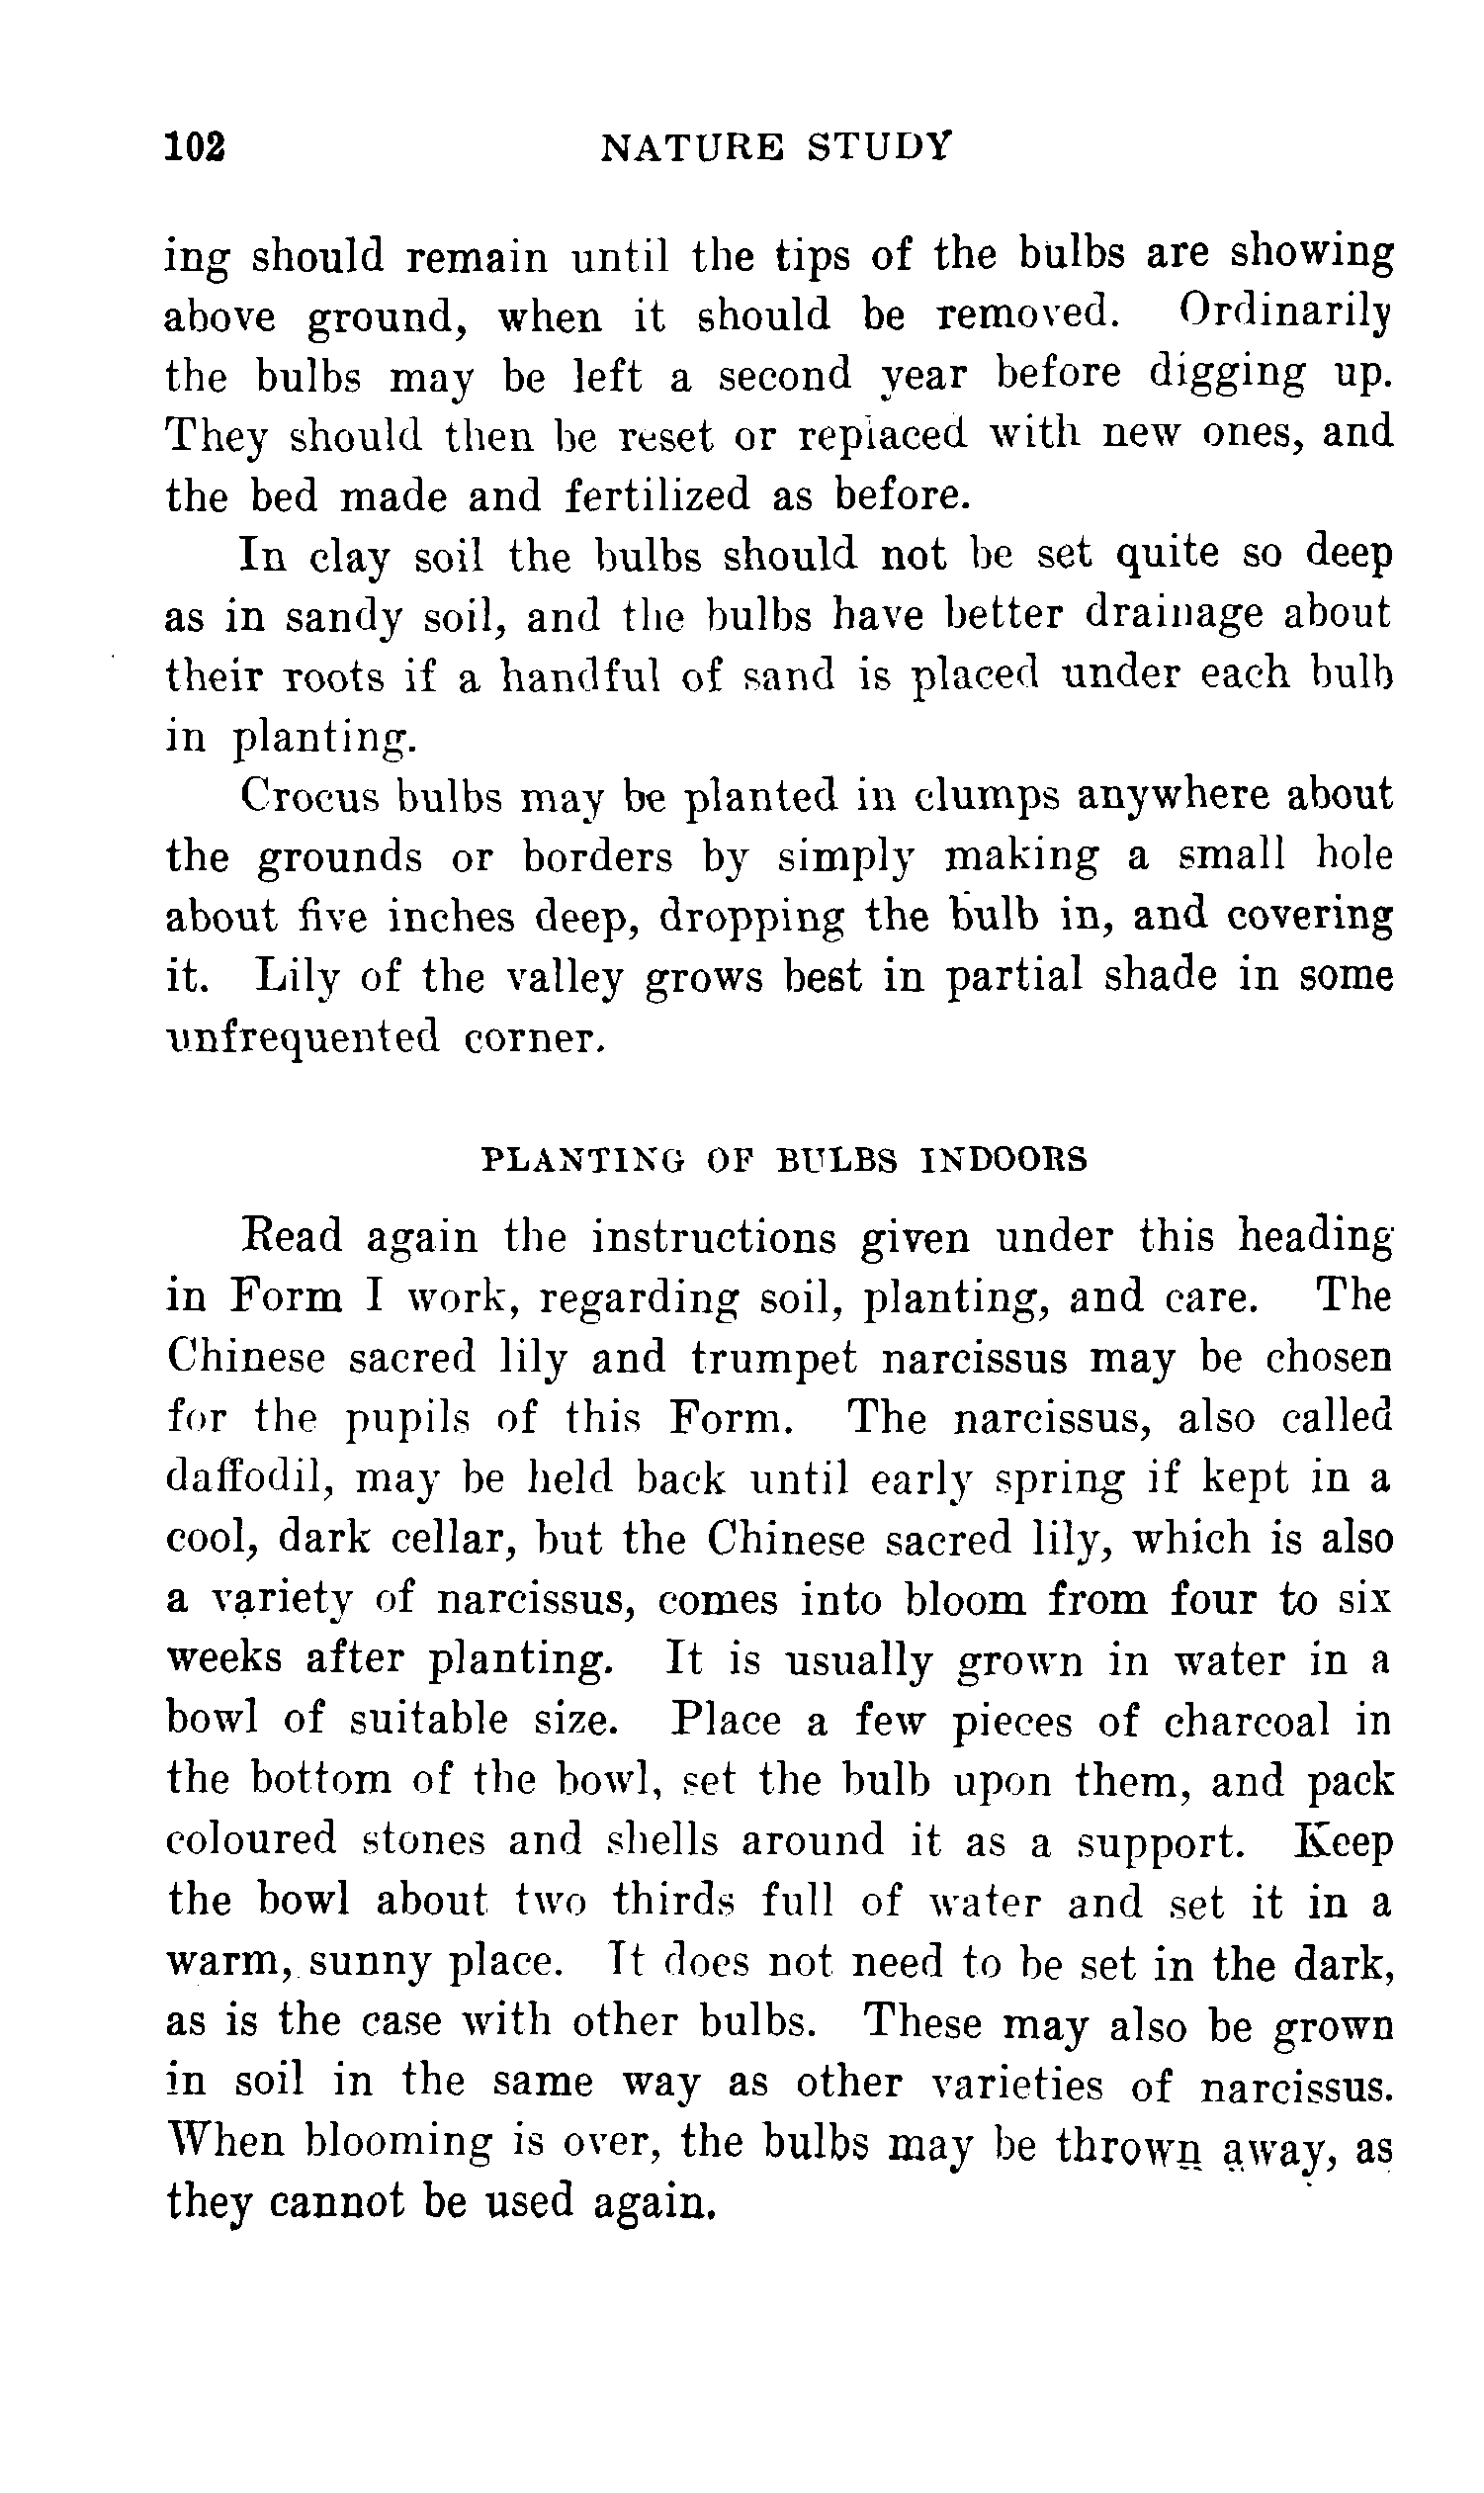 102 NATURE STUDY
ing should remain until the tips of the bulbs are showing
above ground, when it should be removed. Ordinarily
the bulbs may be left a second year before digging up.
They should then be reset or replaced with new ones, and
the bed made and fertilized as before.
In clay soil the bulbs should not be set quite so deep
as in sandy soil, and the bulbs have better drainage about
their roots if a handful of sand is placed under each bulb
in planting.
Crocus bulbs may be planted in clumps anywhere about
the grounds or borders by simply making a small hole
about five inches deep, dropping the bulb in, and covering
it. Lily of the valley grows best in partial shade in some
unfrequented corner.
PLANTING OF BULBS INDOORS
Read again the instructions given under this heading
in Form I work, regarding soil, planting, and care. The
Chinese sacred lily and trumpet narcissus may be chosen
for the pupils of this Form. The narcissus, also called
daffodil, may be held back until early spring if kept in a
cool, dark cellar, but the Chinese sacred lily, which is also
a variety of narcissus, comes into bloom from four to six
weeks after planting. It is usually grown in water in a
bowl of suitable size. Place a few pieces of charcoal in
the bottom of the bowl, set the bulb upon them, and pack
coloured stones and shells around it as a support. Keep
the bowl about two thirds full of water and set it in a
warm, sunny place. It does not need to be set in the dark,
as is the case with other bulbs. These may also be grown
in soil in the same way as other varieties of narcissus.
When blooming is over, the bulbs may be thrown away, as
they cannot be used again.